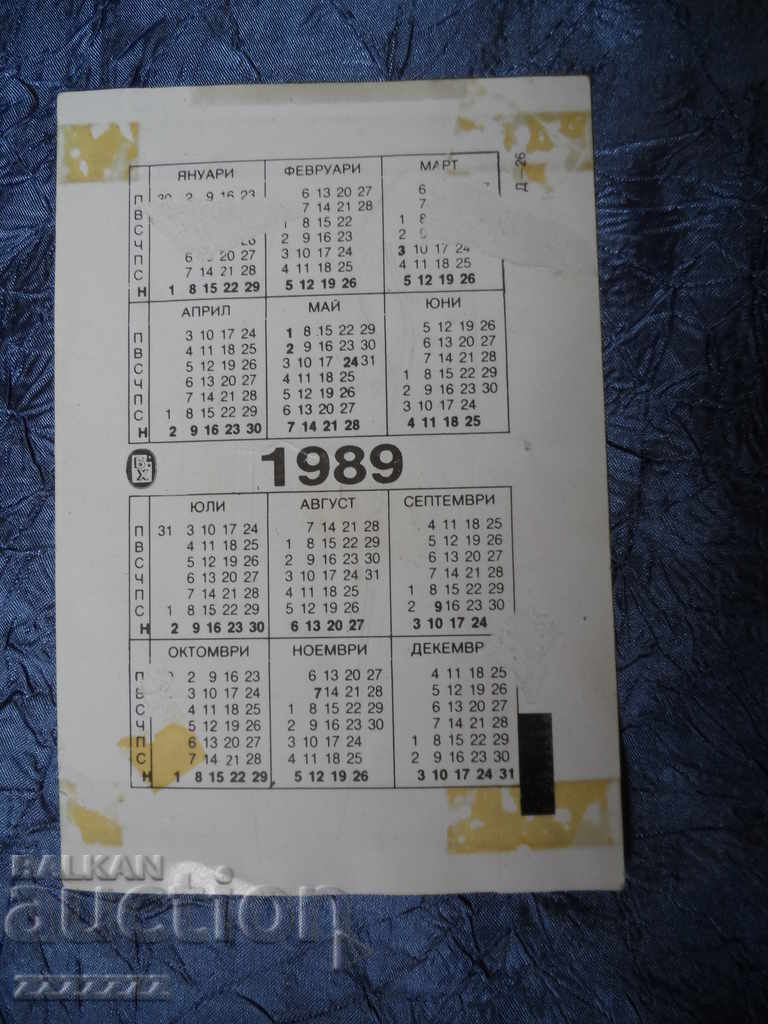 Д—26
ЯНУАРИ ФЕВРУАРИ МАРТ
П 30 2 9 16 23 6 13 20 27 6 27
В 7 14 21 28 7
С 1 8 15 22 1 8
Ч 26 2 9 16 23 2 9
П 6 20 27 3 10 17 24 3 10 17 24
С 7 14 21 28 4 11 18 25 4 11 18 25
Н 1 8 15 22 29 5 12 19 26 5 12 19 26
АПРИЛ МАЙ ЮНИ
П 3 10 17 24 1 8 15 22 29 5 12 19 26
В 4 11 18 25 2 9 16 23 30 6 13 20 27
С 5 12 19 26 3 10 17 24 31 7 14 21 28
Ч 6 13 20 27 4 11 18 25 1 8 15 22 29
П 7 14 21 28 5 12 19 26 2 9 16 23 30
С 1 8 15 22 29 6 13 20 27 3 10 17 24
Н 2 9 16 23 30 7 14 21 28 4 11 18 25
БХ 1989
ЮЛИ АВГУСТ СЕПТЕМВРИ
П 31 3 10 17 24 7 14 21 28 4 11 18 25
В 4 11 18 25 1 8 15 22 29 5 12 19 26
С 5 12 19 26 2 9 16 23 30 6 13 20 27
Ч 6 13 20 27 3 10 17 24 31 7 14 21 28
П 7 14 21 28 4 11 18 25 1 8 15 22 29
С 1 8 15 22 29 5 12 19 26 2 9 16 23 30
Н 2 9 16 23 30 6 13 20 27 3 10 17 24
ОКТОМВРИ НОЕМВРИ ДЕКЕМВР
П 2 9 16 23 6 13 20 27 4 11 18 25
В 3 10 17 24 7 14 21 28 5 12 19 26
С 4 11 18 25 1 8 15 22 29 6 13 20 27
Ч 5 12 19 26 2 9 16 23 30 7 14 21 28
П 6 13 20 27 3 10 17 24 1 8 15 22 29
С 7 14 21 28 4 11 18 25 2 9 16 23 30
Н 1 8 15 22 29 5 12 19 26 3 10 17 24 31
BALKAN
auction